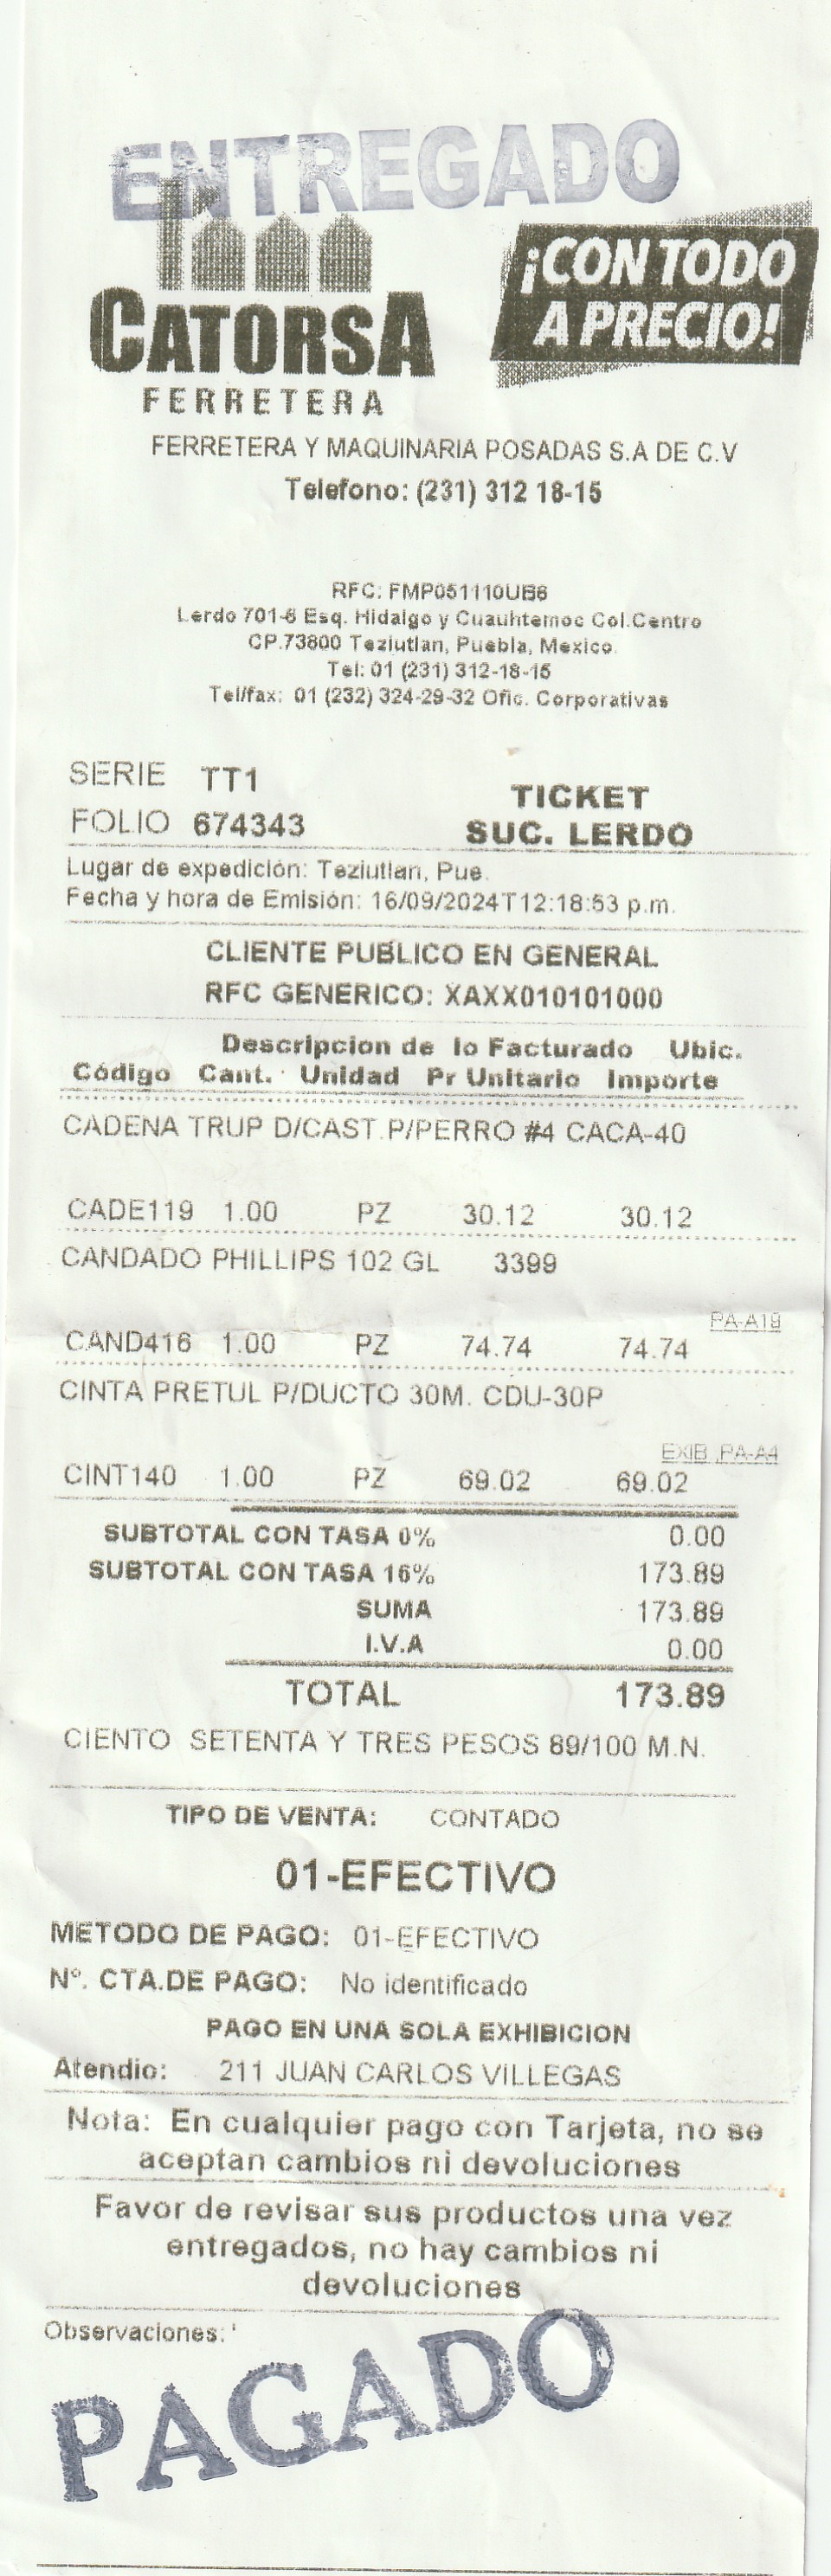 ENTREGADO
CATORSA
FERRETERA
¡CON TODO
A PRECIO!
FERRETERA Y MAQUINARIA POSADAS S.A DE C.V
Telefono: (231) 312 18-15
RFC: FMP051110UB6
Lerdo 701-6 Esq. Hidalgo y Cuauhtemoc Col.Centro
CP.73800 Teziutlan, Puebla, Mexico
Tel: 01 (231) 312-18-15
Tel/fax: 01 (232) 324-29-32 Ofic. Corporativas
SERIE TT1
FOLIO 674343
TICKET
SUC. LERDO
Lugar de expedición: Teziutlan, Pue.
Fecha y hora de Emisión: 16/09/2024T12:18:53 p.m.
CLIENTE PUBLICO EN GENERAL
RFC GENERICO: XAXX010101000
Descripcion de lo Facturado Ubic.
Código Cant. Unidad Pr Unitario Importe
CADENA TRUP D/CAST.P/PERRO #4 CACA-40
CADE119 1.00 PZ 30.12 30.12
CANDADO PHILLIPS 102 GL 3399
PA-A19
CAND416 1.00 PZ 74.74 74.74
CINTA PRETUL P/DUCTO 30M. CDU-30P
EXIB ,PA-A4
CINT140 1.00 PZ 69.02 69.02
SUBTOTAL CON TASA 0% 0.00
SUBTOTAL CON TASA 16% 173.89
SUMA 173.89
I.V.A 0.00
TOTAL 173.89
CIENTO SETENTA Y TRES PESOS 89/100 M.N.
TIPO DE VENTA: CONTADO
01-EFECTIVO
METODO DE PAGO: 01-EFECTIVO
Nº. CTA.DE PAGO: No identificado
PAGO EN UNA SOLA EXHIBICION
Atendio: 211 JUAN CARLOS VILLEGAS
Nota: En cualquier pago con Tarjeta, no se
aceptan cambios ni devoluciones
Favor de revisar sus productos una vez
entregados, no hay cambios ni
devoluciones
Observaciones:
PAGADO